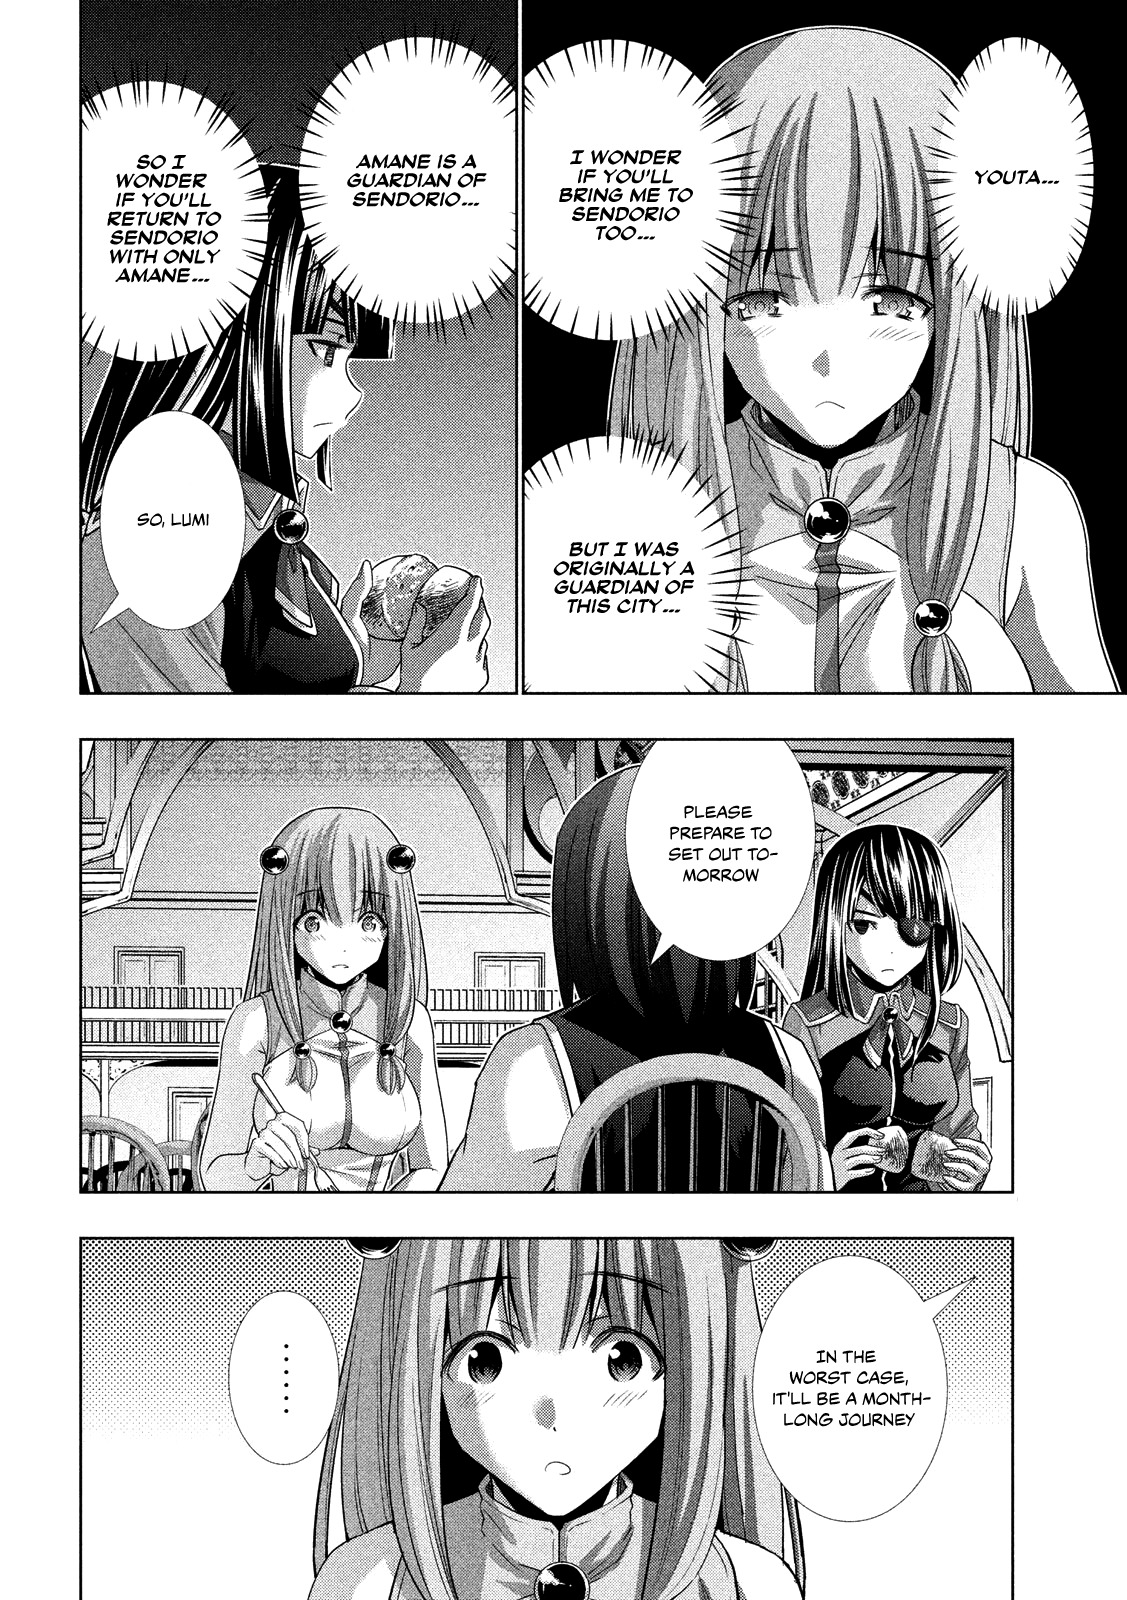 YOUTA...
I WONDER
IF YOU'LL
BRING ME TO
SENDORIO
TOO...
BUT I WAS
ORIGINALLY A
GUARDIAN OF
THIS CITY...
AMANE IS A
GUARDIAN OF
SENDORIO...
SO I
WONDER
IF YOU'LL
RETURN TO
SENDORIO
WITH ONLY
AMANE...
SO, LUMI
PLEASE
PREPARE TO
SET OUT TO-
MORROW
IN THE
WORST CASE,
IT'LL BE A MONTH-
LONG JOURNEY
......